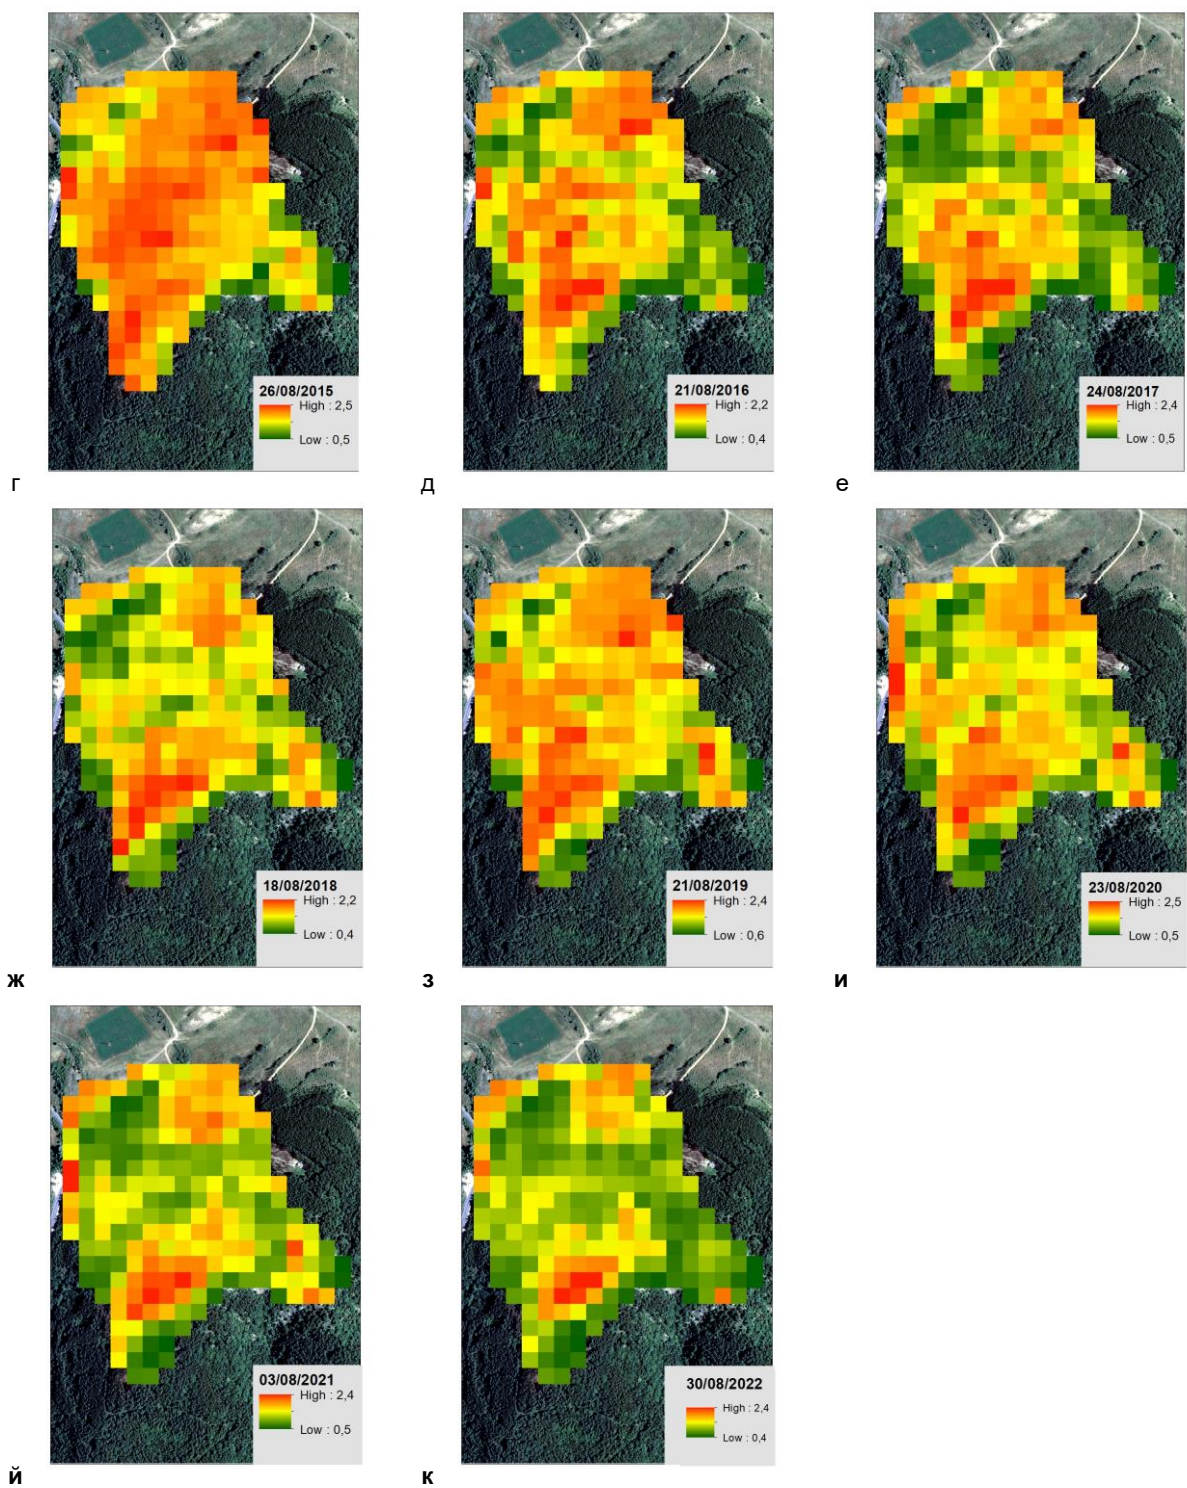 26/08/2015
High : 2,5
Low : 0,5
г
21/08/2016
High : 2,2
Low : 0,4
д
24/08/2017
High : 2,4
Low : 0,5
е
18/08/2018
High : 2,2
Low : 0,4
ж
21/08/2019
High : 2,4
Low : 0,6
з
23/08/2020
High : 2,5
Low : 0,5
и
03/08/2021
High : 2,4
Low : 0,5
й
30/08/2022
High : 2,4
Low : 0,4
к